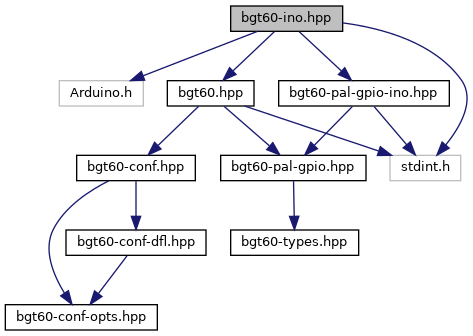 bgt60-ino.hpp
Arduino.h
bgt60.hpp
bgt60-pal-gpio-ino.hpp
bgt60-conf.hpp
bgt60-pal-gpio.hpp
stdint.h
bgt60-conf-dfl.hpp
bgt60-types.hpp
bgt60-conf-opts.hpp